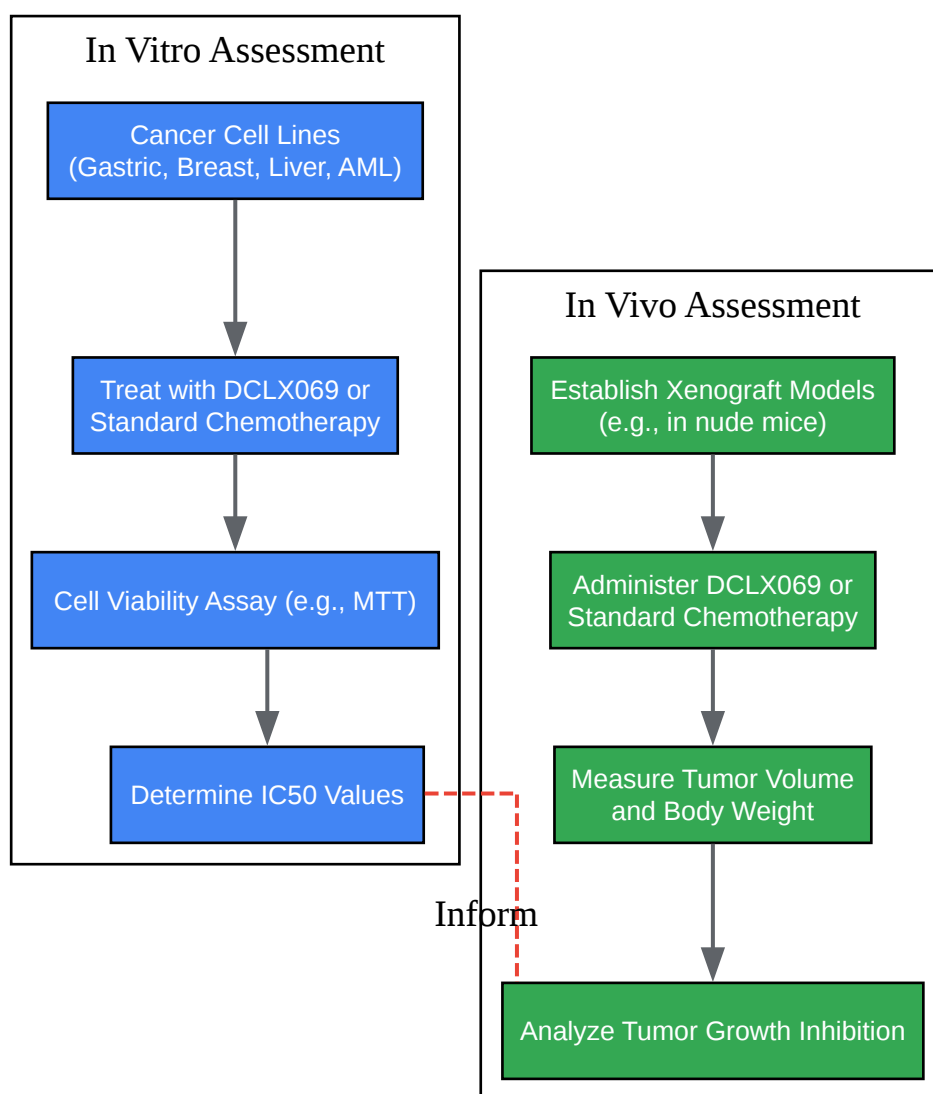 In Vitro Assessment
Cancer Cell Lines
(Gastric, Breast, Liver, AML)
Treat with DCLX069 or
Standard Chemotherapy
Cell Viability Assay (e.g., MTT)
Determine IC50 Values
Inform
In Vivo Assessment
Establish Xenograft Models
(e.g., in nude mice)
Administer DCLX069 or
Standard Chemotherapy
Measure Tumor Volume
and Body Weight
Analyze Tumor Growth Inhibition